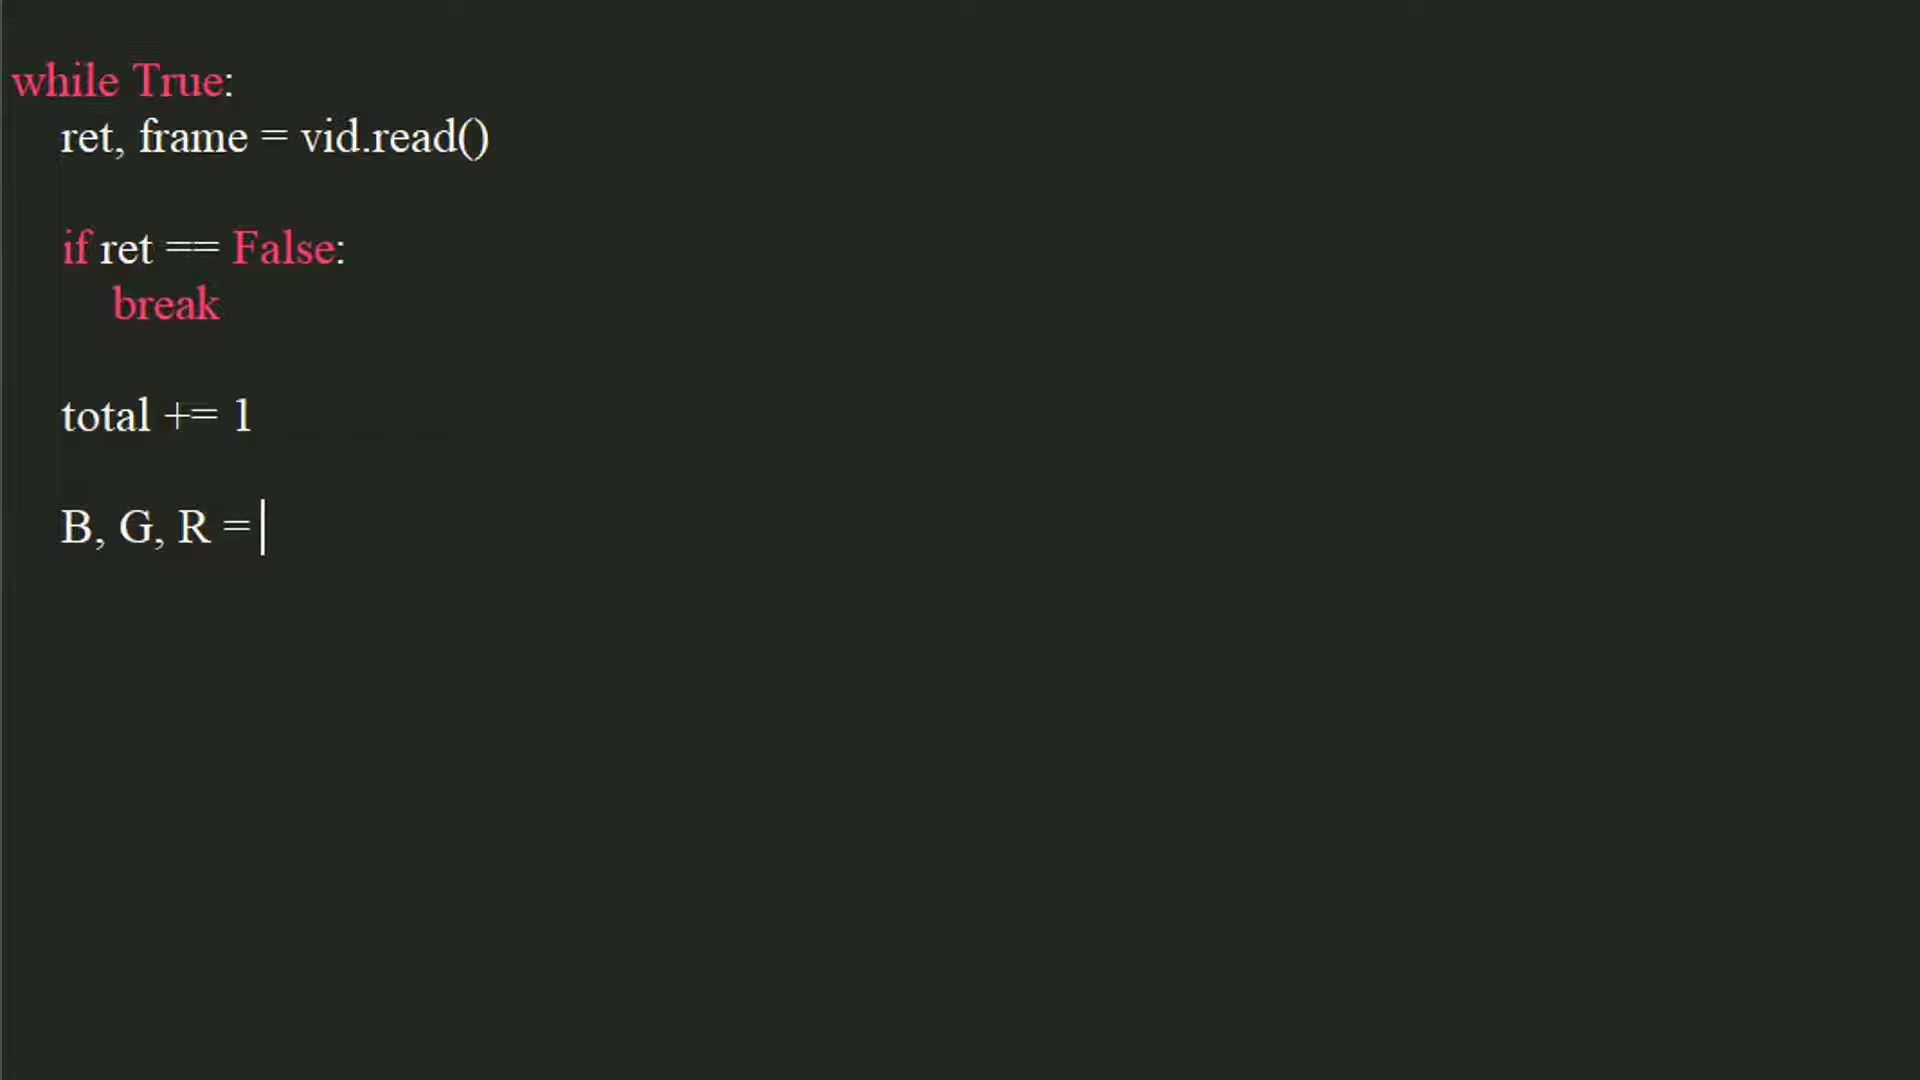 while True:
ret, frame = vid.read()
if ret == False:
break
total += 1
B, G, R =